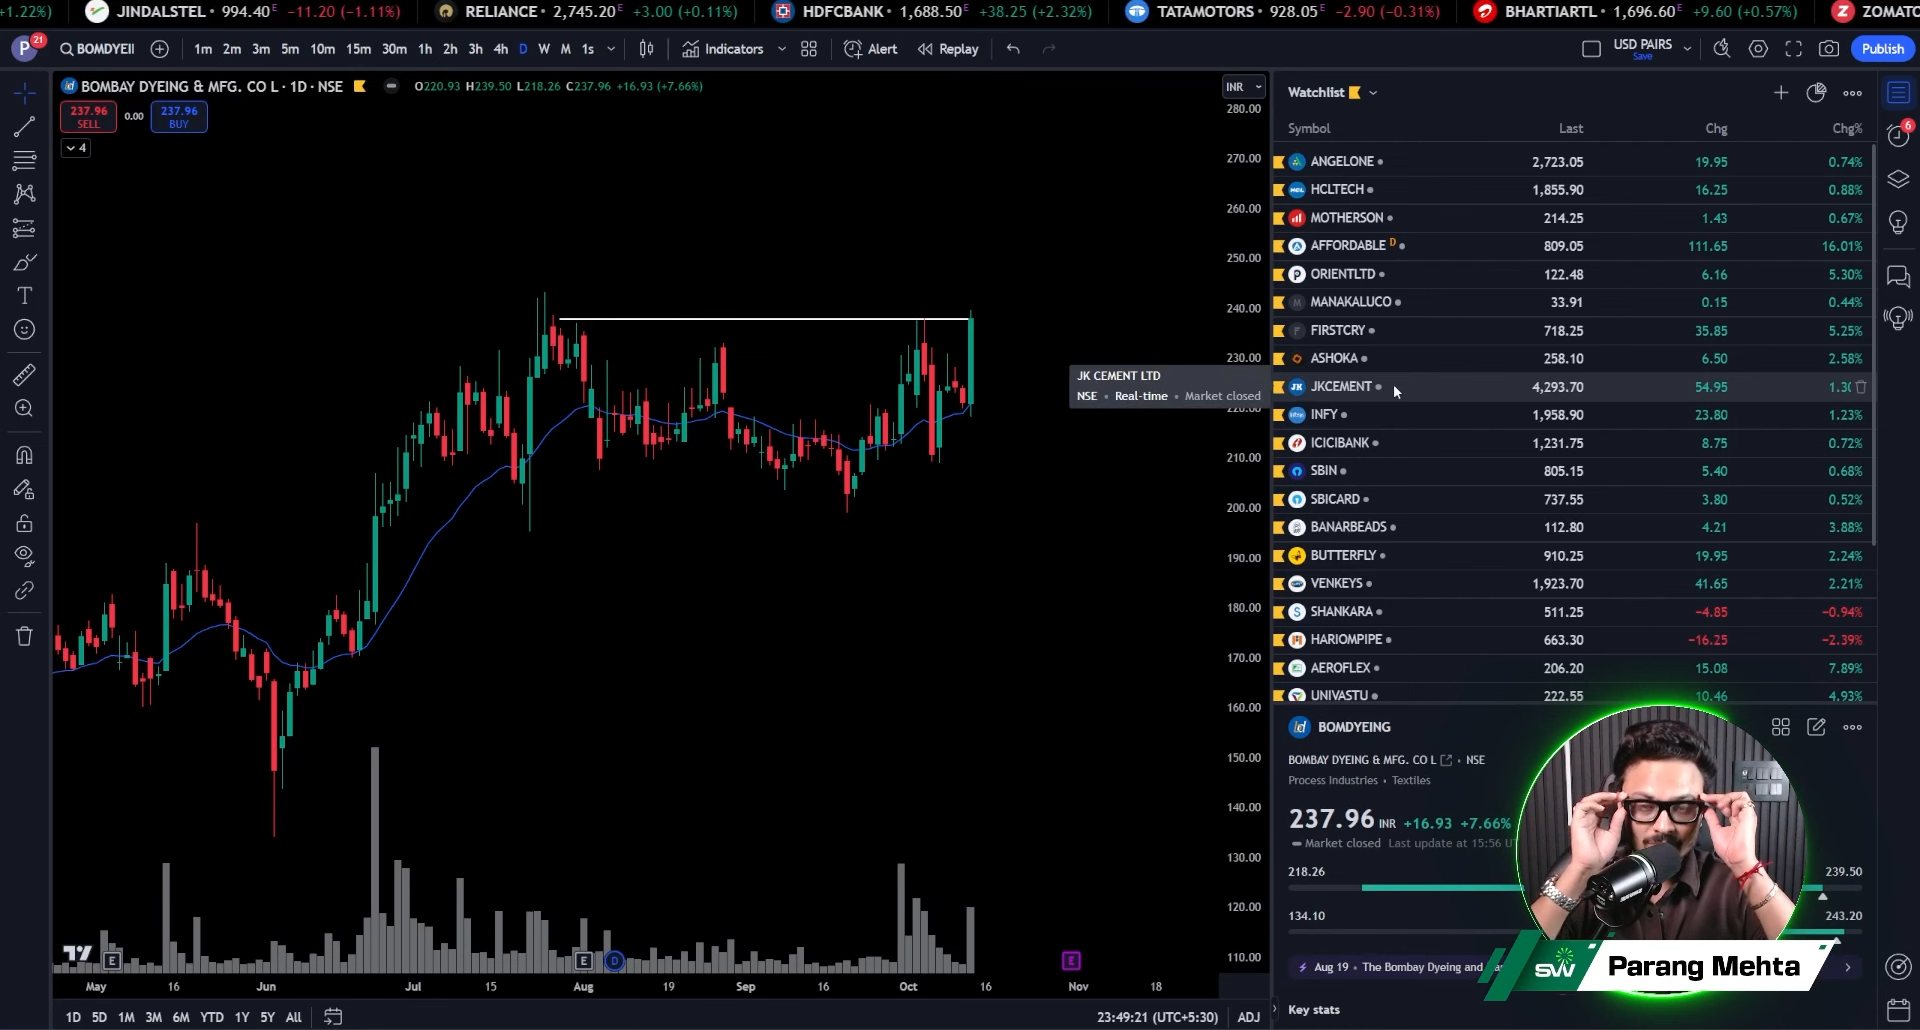 +1.22%) JINDALSTEL • 994.40 E −11.20 (−1.11%) RELIANCE • 2,745.20 E +3.00 (+0.11%) HDFCBANK • 1,688.50 E +38.25 (+2.32%) TATAMOTORS • 928.05 E −2.90 (−0.31%) BHARTIARTL • 1,696.60 E +9.60 (+0.57%) ZOMATO
P 21 BOMDYEII 1m 2m 3m 5m 10m 15m 30m 1h 2h 3h 4h D W M 1s Indicators Alert Replay USD PAIRS Save Publish
BOMBAY DYEING & MFG. CO L · 1D · NSE O220.93 H239.50 L218.26 C237.96 +16.93 (+7.66%) INR
237.96 SELL 0.00 237.96 BUY
4
280.00
270.00
260.00
250.00
240.00
230.00
220.00
210.00
200.00
190.00
180.00
170.00
160.00
150.00
140.00
130.00
120.00
110.00
JK CEMENT LTD
NSE • Real-time • Market closed
E E D E
May 16 Jun Jul 15 Aug 19 Sep 16 Oct 16 Nov 18
1D 5D 1M 3M 6M YTD 1Y 5Y All 23:49:21 (UTC+5:30) ADJ
Watchlist
Symbol Last Chg Chg%
ANGELONE 2,723.05 19.95 0.74%
HCLTECH 1,855.90 16.25 0.88%
MOTHERSON 214.25 1.43 0.67%
AFFORDABLE D 809.05 111.65 16.01%
ORIENTLTD 122.48 6.16 5.30%
MANAKALUCO 33.91 0.15 0.44%
FIRSTCRY 718.25 35.85 5.25%
ASHOKA 258.10 6.50 2.58%
JK JKCEMENT 4,293.70 54.95 1.30
INFY 1,958.90 23.80 1.23%
ICICIBANK 1,231.75 8.75 0.72%
SBIN 805.15 5.40 0.68%
SBICARD 737.55 3.80 0.52%
BANARBEADS 112.80 4.21 3.88%
BUTTERFLY 910.25 19.95 2.24%
VENKEYS 1,923.70 41.65 2.21%
SHANKARA 511.25 −4.85 −0.94%
HARIOMPIPE 663.30 −16.25 −2.39%
AEROFLEX 206.20 15.08 7.89%
UNIVASTU 222.55 10.46 4.93%
6
BOMDYEING
BOMBAY DYEING & MFG. CO L • NSE
Process Industries • Textiles
237.96 INR +16.93 +7.66%
Market closed Last update at 15:56 U
218.26 239.50
134.10 243.20
Aug 19 • The Bombay Dyeing and
SW Parang Mehta
Key stats